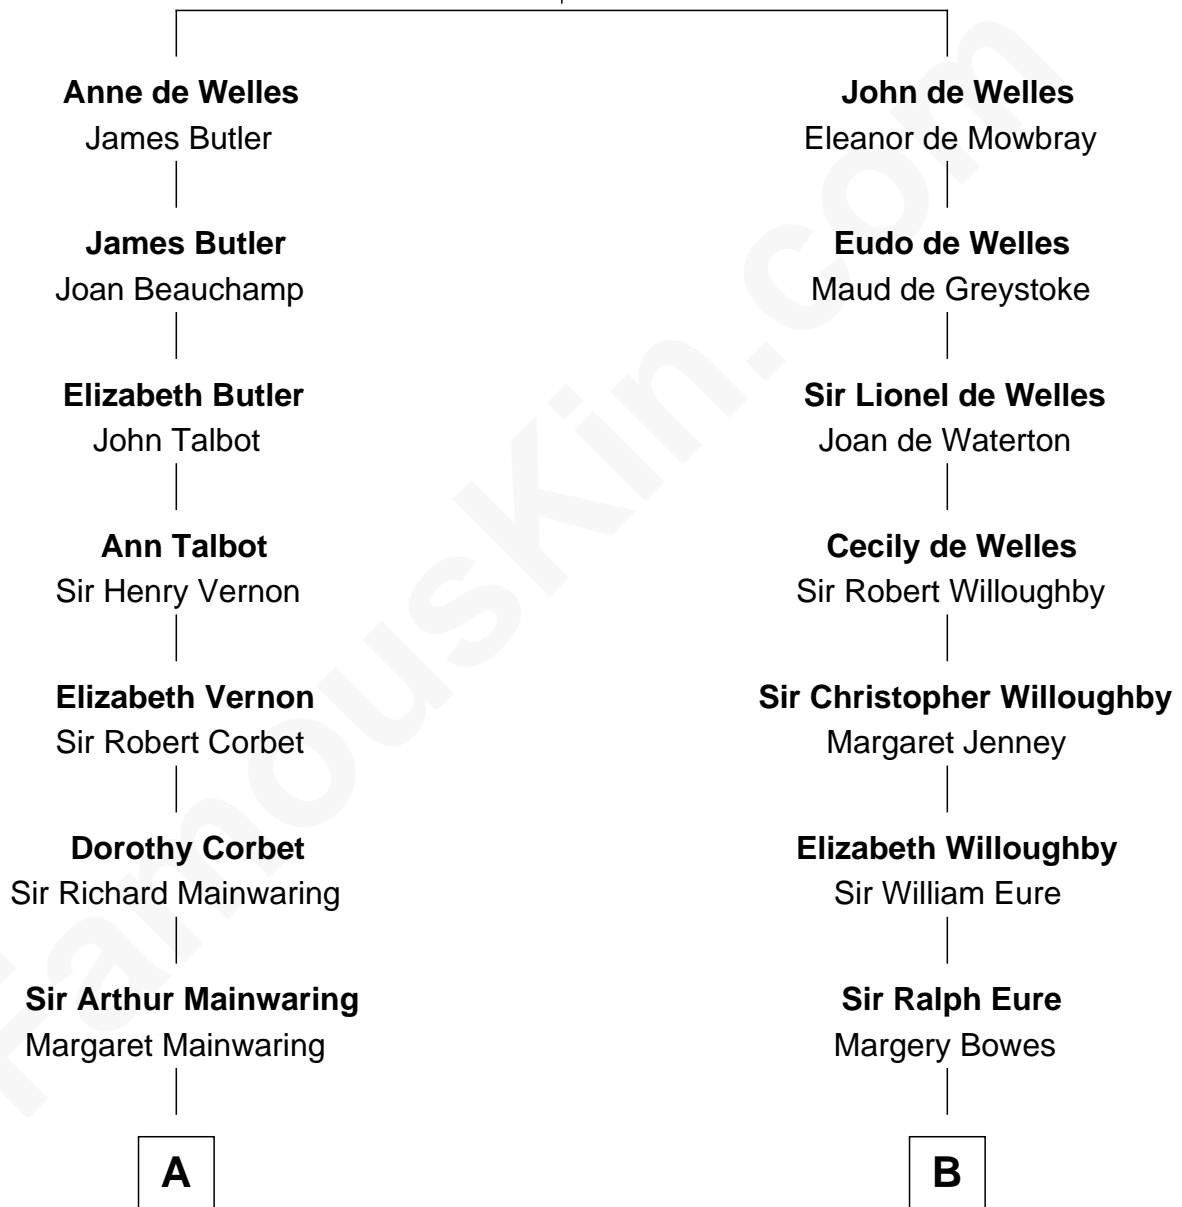 Anne de Welles
James Butler
James Butler
Joan Beauchamp
Elizabeth Butler
John Talbot
Ann Talbot
Sir Henry Vernon
Elizabeth Vernon
Sir Robert Corbet
Dorothy Corbet
Sir Richard Mainwaring
Sir Arthur Mainwaring
Margaret Mainwaring
A
John de Welles
Eleanor de Mowbray
Eudo de Welles
Maud de Greystoke
Sir Lionel de Welles
Joan de Waterton
Cecily de Welles
Sir Robert Willoughby
Sir Christopher Willoughby
Margaret Jenney
Elizabeth Willoughby
Sir William Eure
Sir Ralph Eure
Margery Bowes
B
FamousKin.com